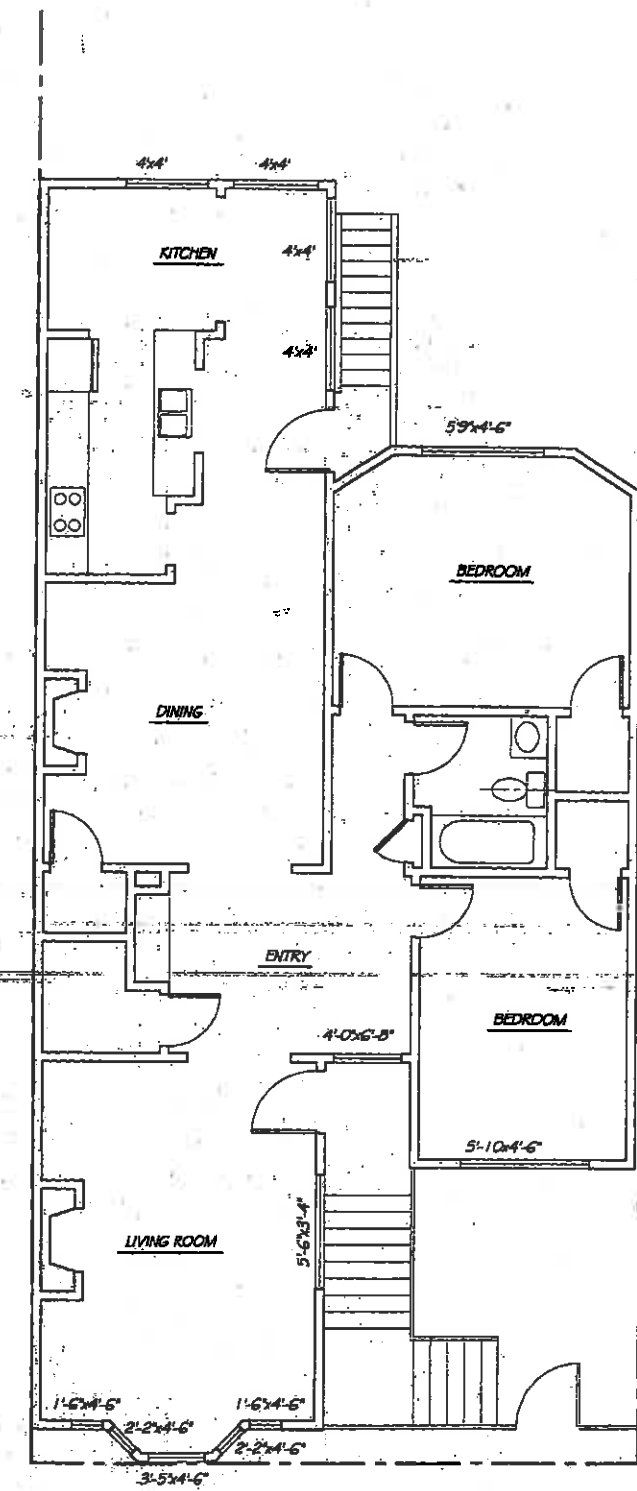 4'x4' 4'x4'
KITCHEN
4'x4'
4'x4'
5'9"x4'-6"
BEDROOM
DINING
ENTRY
BEDROOM
4'-0"x6'-8"
5'-10"x4'-6"
5'-6"x3'-4"
LIVING ROOM
1'-6"x4'-6" 1'-6"x4'-6"
2'-2"x4'-6"
2'-2"x4'-6"
3'-5"x4'-6"